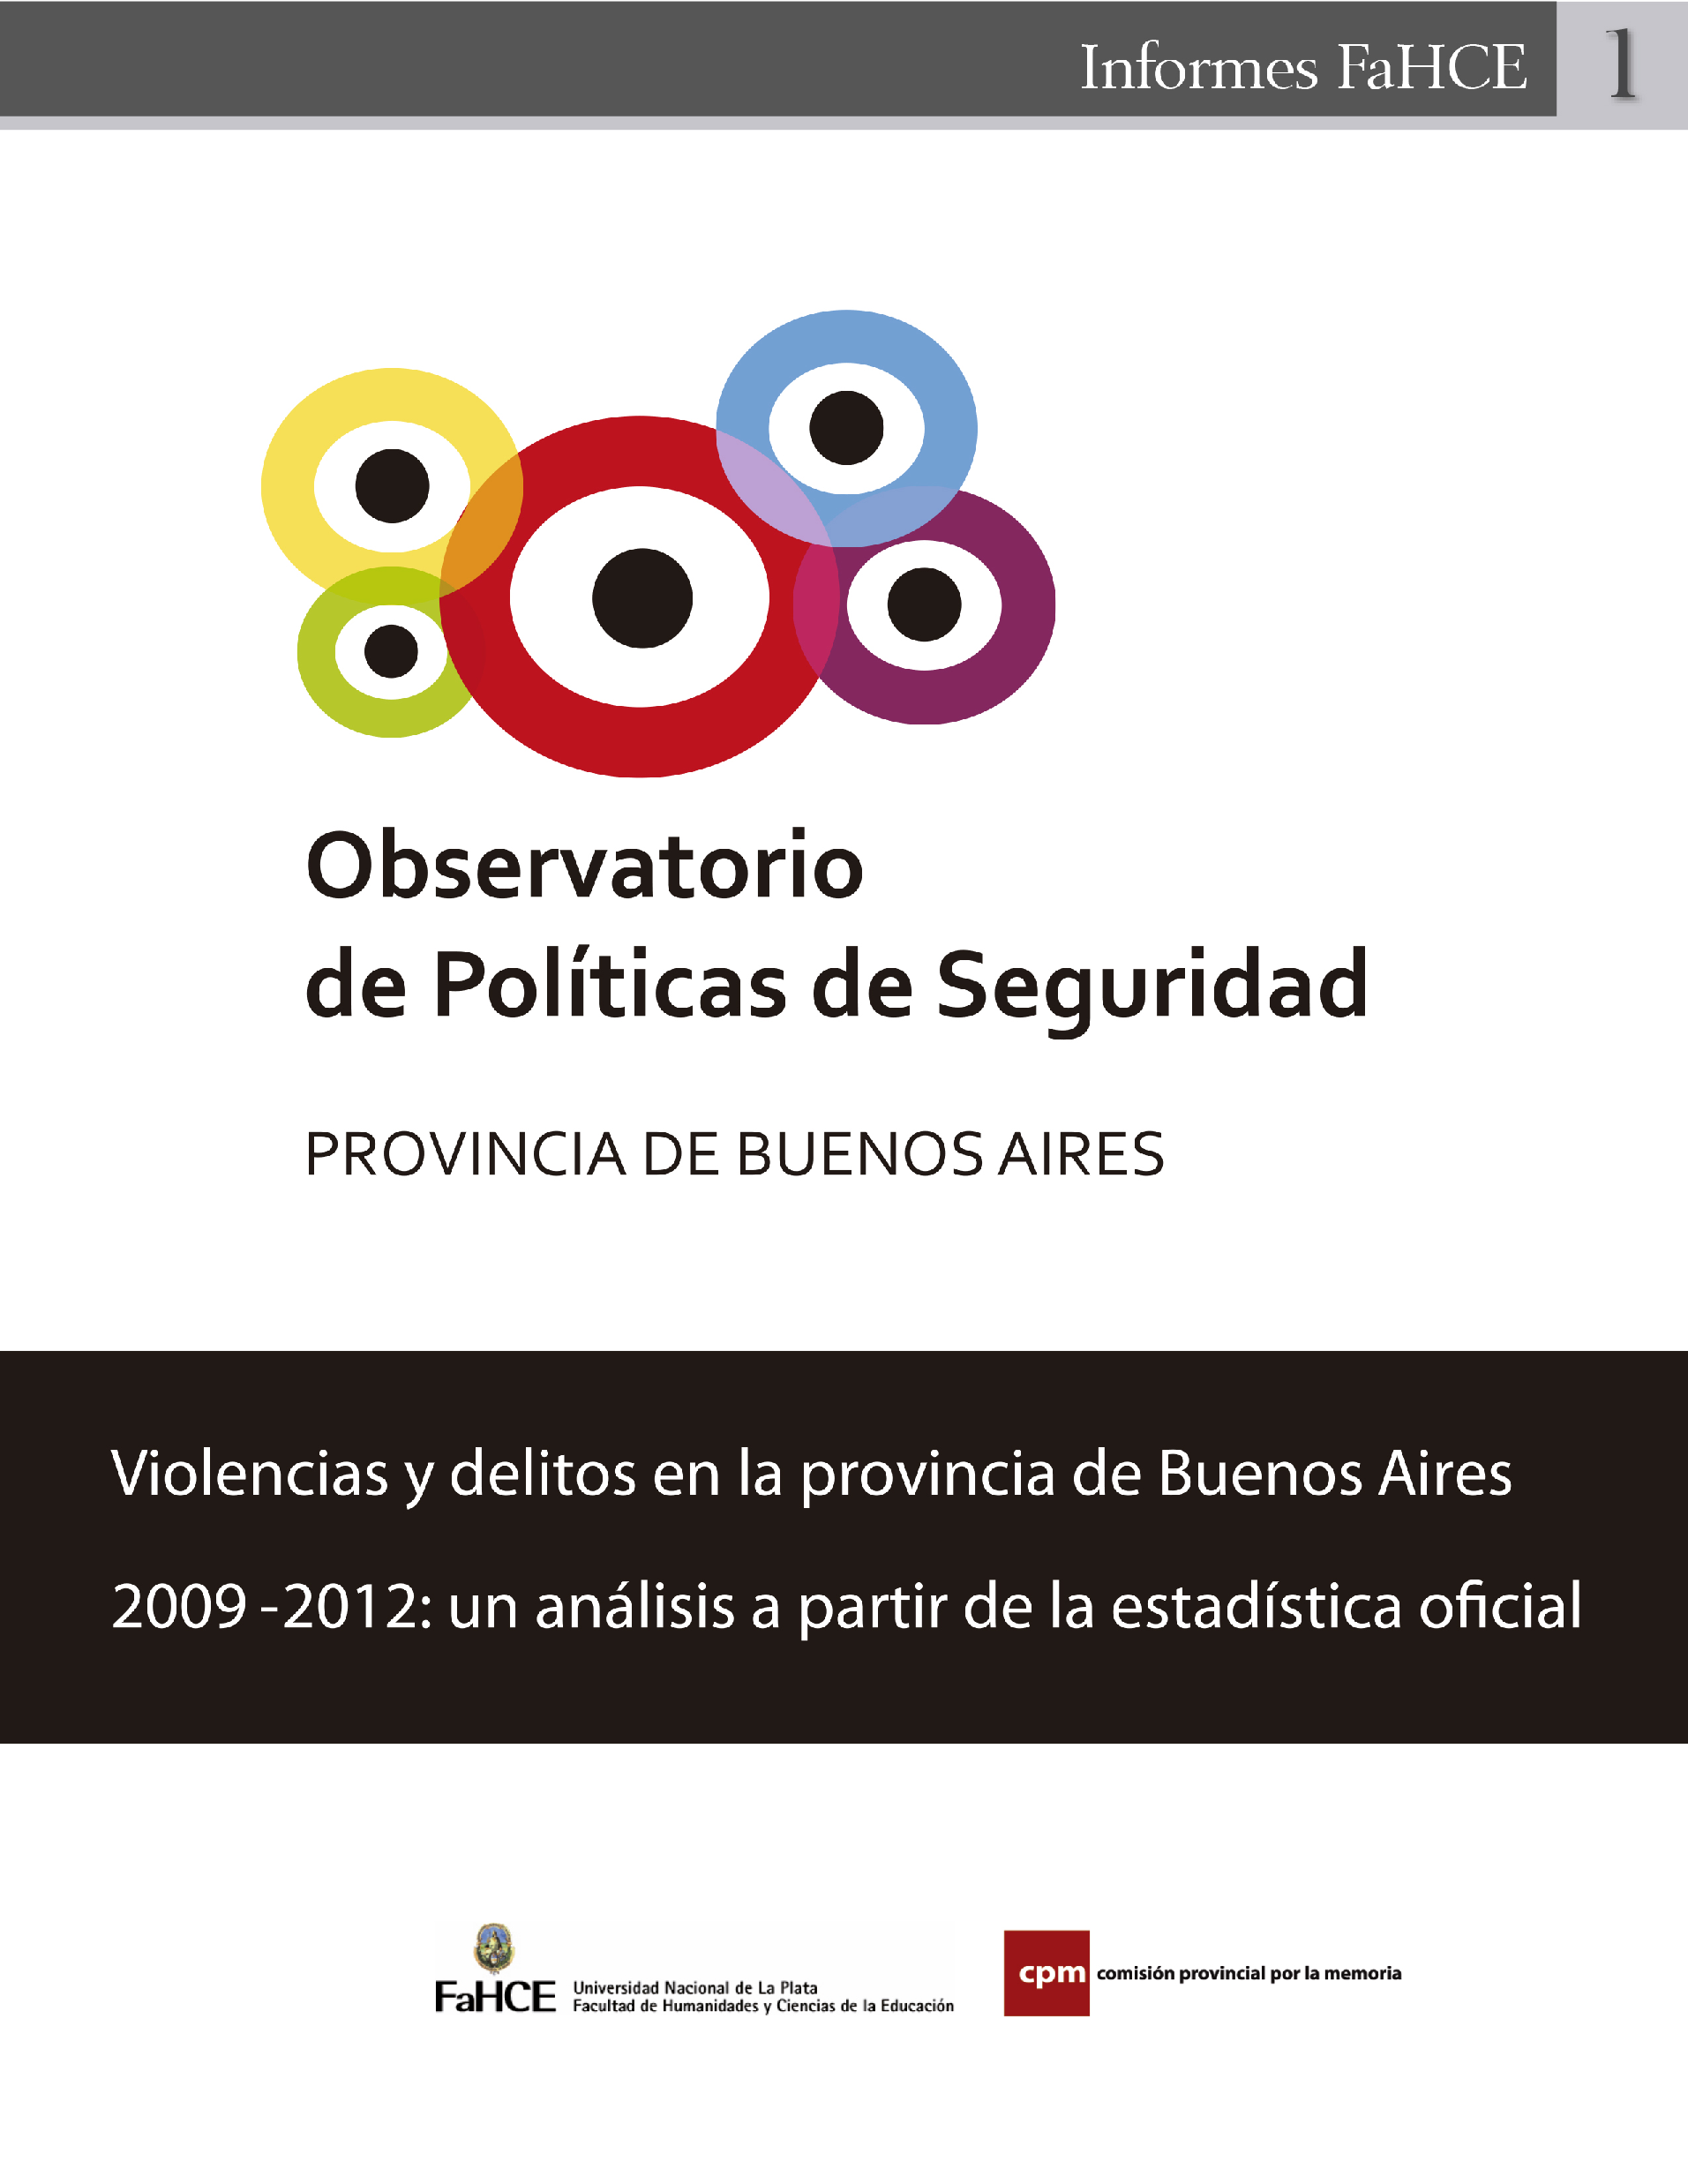 Informes FaHCE 1
Observatorio
de Políticas de Seguridad
PROVINCIA DE BUENOS AIRES
Violencias y delitos en la provincia de Buenos Aires
2009 -2012: un análisis a partir de la estadística oficial
FaHCE
Universidad Nacional de La Plata
Facultad de Humanidades y Ciencias de la Educación
cpm comisión provincial por la memoria